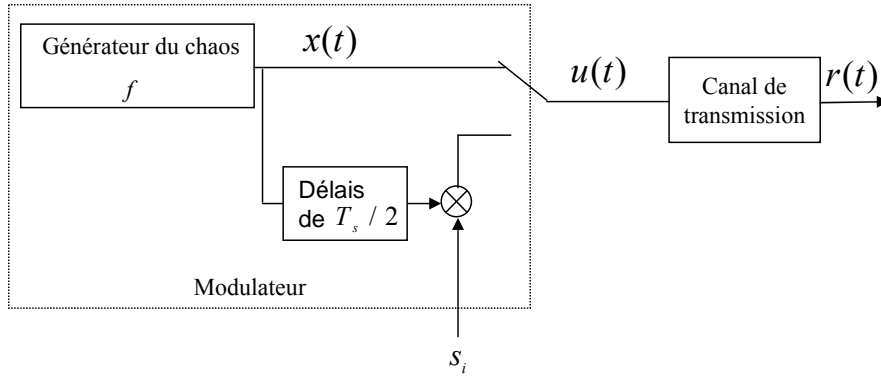 Générateur du chaos
f
x(t)
u(t)
Canal de
transmission
r(t)
Délais
de T_s / 2
Modulateur
s_i